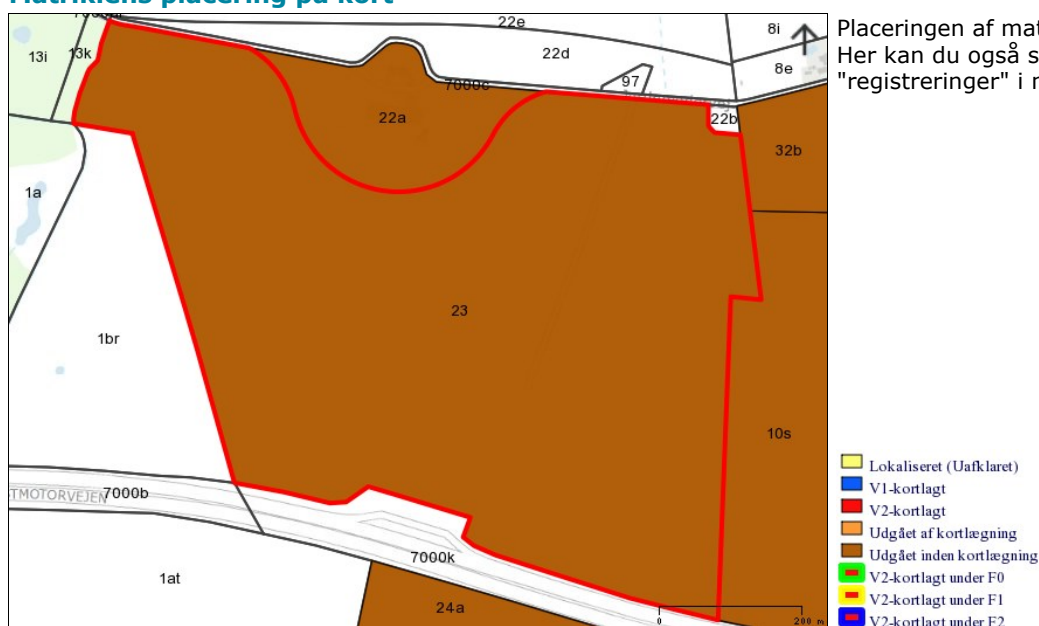 Matriklens placering på kort
22e
8i
13i
13k
22d
8e
97
7000c
22a
22b
32b
1a
23
1br
10s
TMOTORVEJEN
7000b
7000k
1at
24a
0
200 m
Placeringen af mat
Her kan du også s
"registreringer" i r
Lokaliseret (Uafklaret)
V1-kortlagt
V2-kortlagt
Udgået af kortlægning
Udgået inden kortlægning
V2-kortlagt under F0
V2-kortlagt under F1
V2-kortlagt under F2